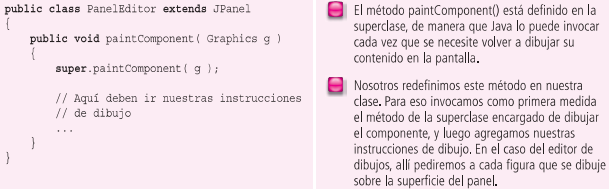 public class PanelEditor extends JPanel
{
public void paintComponent( Graphics g )
{
super.paintComponent( g );
// Aquí deben ir nuestras instrucciones
// de dibujo
...
}
}
El método paintComponent() está definido en la
superclase, de manera que Java lo puede invocar
cada vez que se necesite volver a dibujar su
contenido en la pantalla.
Nosotros redefinimos este método en nuestra
clase. Para eso invocamos como primera medida
el método de la superclase encargado de dibujar
el componente, y luego agregamos nuestras
instrucciones de dibujo. En el caso del editor de
dibujos, allí pediremos a cada figura que se dibuje
sobre la superficie del panel.